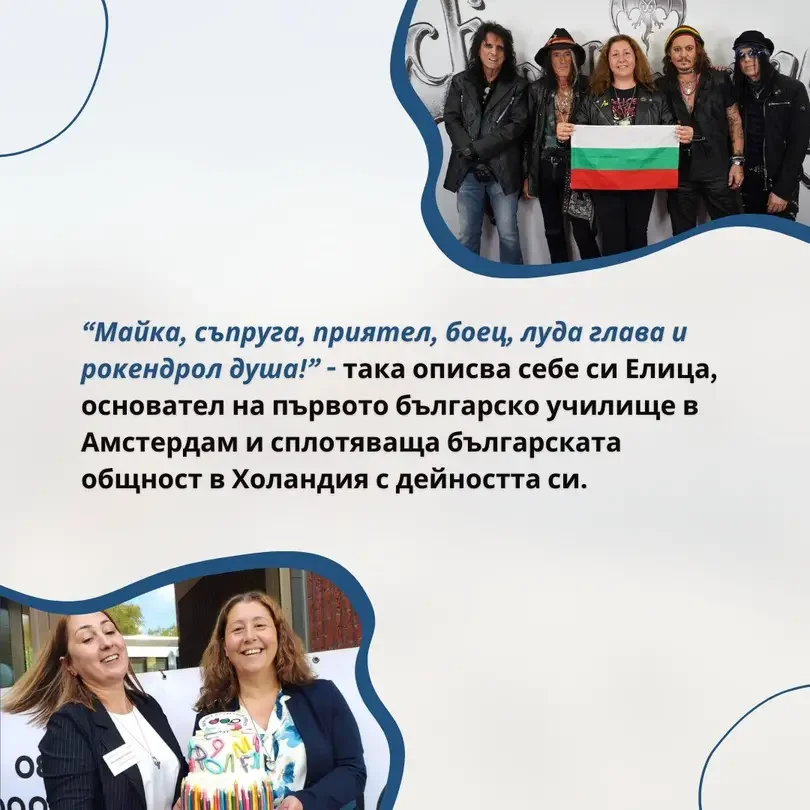 “Майка, съпруга, приятел, боец, луда глава и
рокендрол душа!” - така описва себе си Елица,
основател на първото българско училище в
Амстердам и сплотяваща българската
общност в Холандия с дейността си.